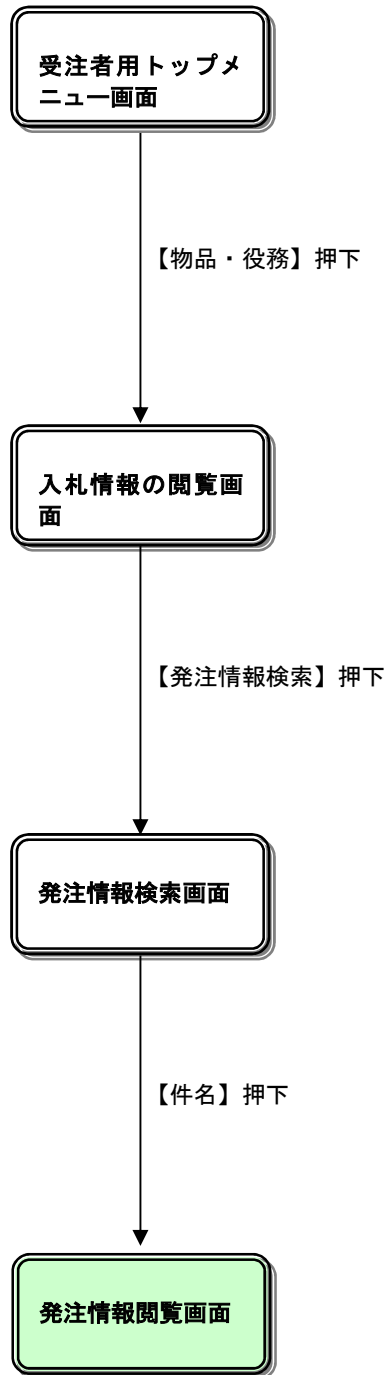 受注者用トップメ
ニュー画面
【物品・役務】押下
入札情報の閲覧画
面
【発注情報検索】押下
発注情報検索画面
【件名】押下
発注情報閲覧画面